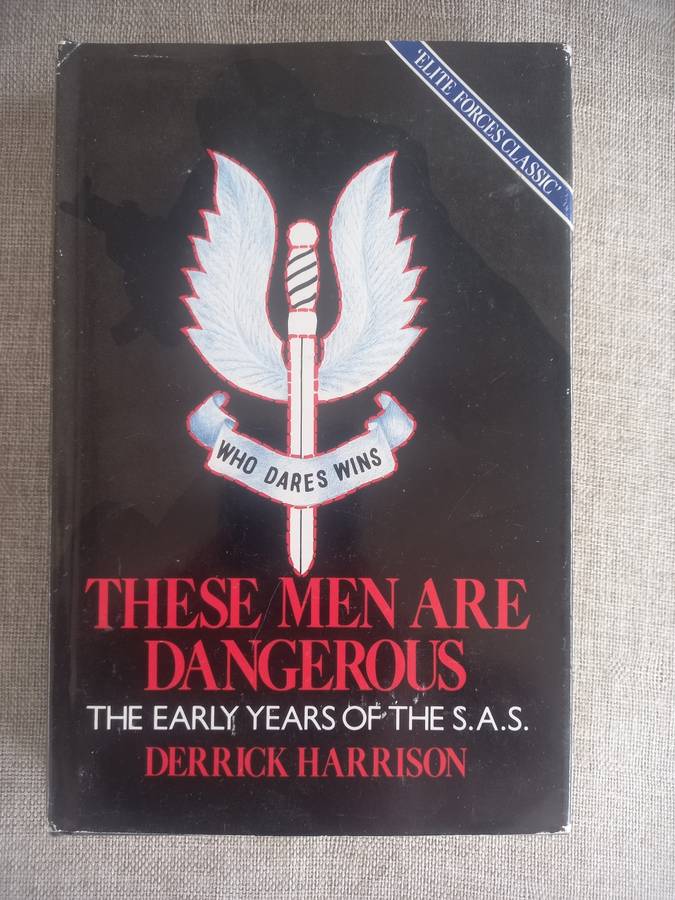 'ELITE FORCES CLASSIC'
WHO DARES WINS
THESE MEN ARE
DANGEROUS
THE EARLY YEARS OF THE S.A.S.
DERRICK HARRISON